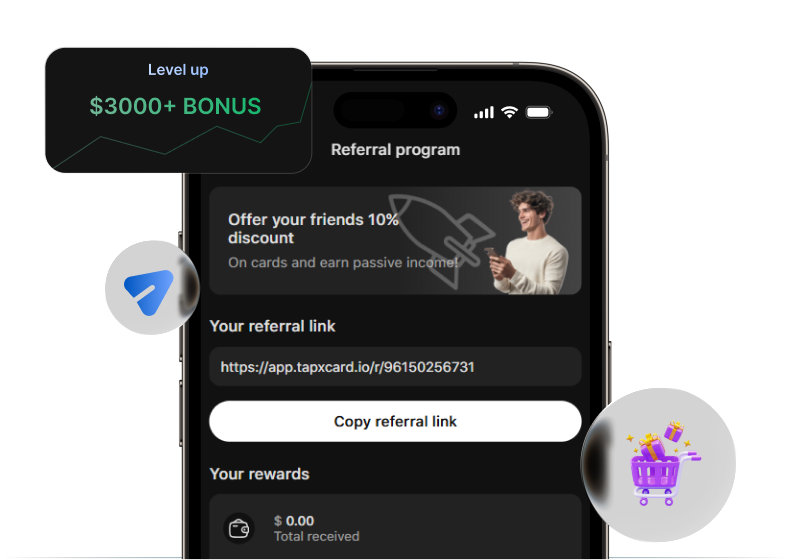 Level up
$3000+ BONUS
Referral program
Offer your friends 10%
discount
On cards and earn passive income!
Your referral link
https://app.tapxcard.io/r/96150256731
Copy referral link
Your rewards
$ 0.00
Total received